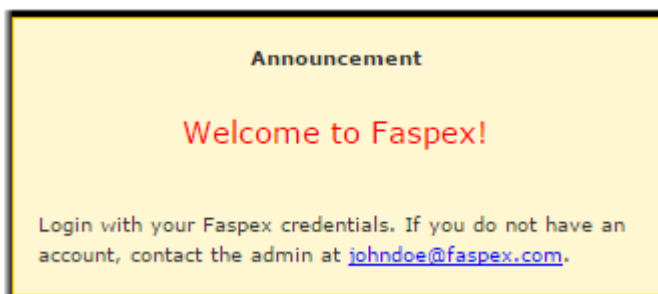 Announcement
Welcome to Faspex!
Login with your Faspex credentials. If you do not have an
account, contact the admin at johndoe@faspex.com.